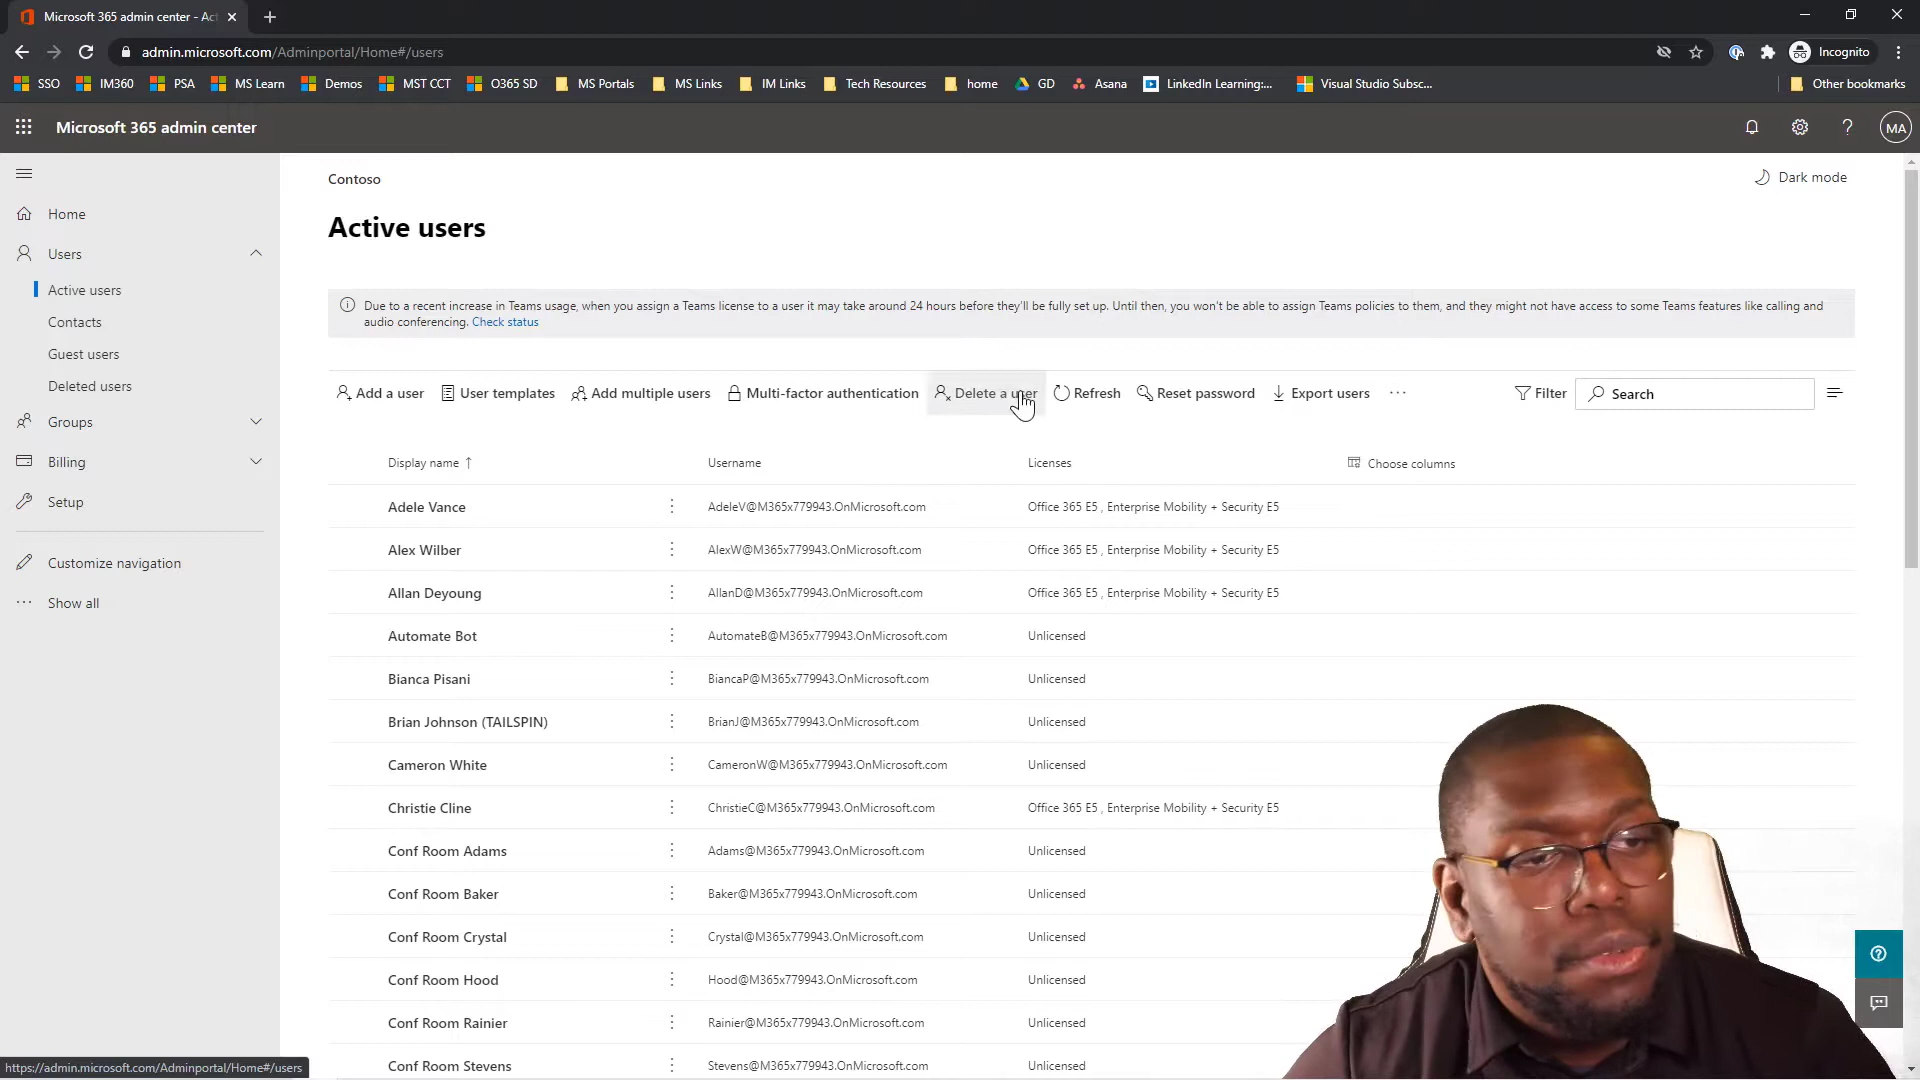 Microsoft 365 admin center - Act
admin.microsoft.com/Adminportal/Home#/users
Incognito
SSO IM360 PSA MS Learn Demos MST CCT O365 SD MS Portals MS Links IM Links Tech Resources home GD Asana LinkedIn Learning:... Visual Studio Subsc... Other bookmarks
Microsoft 365 admin center
MA
Home
Users
Active users
Contacts
Guest users
Deleted users
Groups
Billing
Setup
Customize navigation
Show all
Contoso
Dark mode
Active users
Due to a recent increase in Teams usage, when you assign a Teams license to a user it may take around 24 hours before they'll be fully set up. Until then, you won't be able to assign Teams policies to them, and they might not have access to some Teams features like calling and
audio conferencing. Check status
Add a user User templates Add multiple users Multi-factor authentication Delete a user Refresh Reset password Export users ... Filter Search
Display name ↑ Username Licenses Choose columns
Adele Vance AdeleV@M365x779943.OnMicrosoft.com Office 365 E5 , Enterprise Mobility + Security E5
Alex Wilber AlexW@M365x779943.OnMicrosoft.com Office 365 E5 , Enterprise Mobility + Security E5
Allan Deyoung AllanD@M365x779943.OnMicrosoft.com Office 365 E5 , Enterprise Mobility + Security E5
Automate Bot AutomateB@M365x779943.OnMicrosoft.com Unlicensed
Bianca Pisani BiancaP@M365x779943.OnMicrosoft.com Unlicensed
Brian Johnson (TAILSPIN) BrianJ@M365x779943.OnMicrosoft.com Unlicensed
Cameron White CameronW@M365x779943.OnMicrosoft.com Unlicensed
Christie Cline ChristieC@M365x779943.OnMicrosoft.com Office 365 E5 , Enterprise Mobility + Security E5
Conf Room Adams Adams@M365x779943.OnMicrosoft.com Unlicensed
Conf Room Baker Baker@M365x779943.OnMicrosoft.com Unlicensed
Conf Room Crystal Crystal@M365x779943.OnMicrosoft.com Unlicensed
Conf Room Hood Hood@M365x779943.OnMicrosoft.com Unlicensed
Conf Room Rainier Rainier@M365x779943.OnMicrosoft.com Unlicensed
Conf Room Stevens Stevens@M365x779943.OnMicrosoft.com Unlicensed
https://admin.microsoft.com/Adminportal/Home#/users